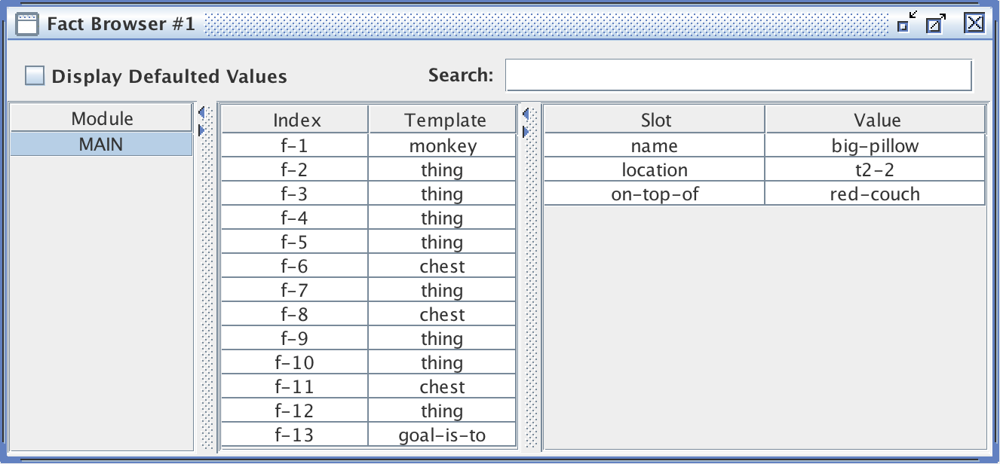 Fact Browser #1
Display Defaulted Values Search:
Module
MAIN
Index Template
f-1 monkey
f-2 thing
f-3 thing
f-4 thing
f-5 thing
f-6 chest
f-7 thing
f-8 chest
f-9 thing
f-10 thing
f-11 chest
f-12 thing
f-13 goal-is-to
Slot Value
name big-pillow
location t2-2
on-top-of red-couch